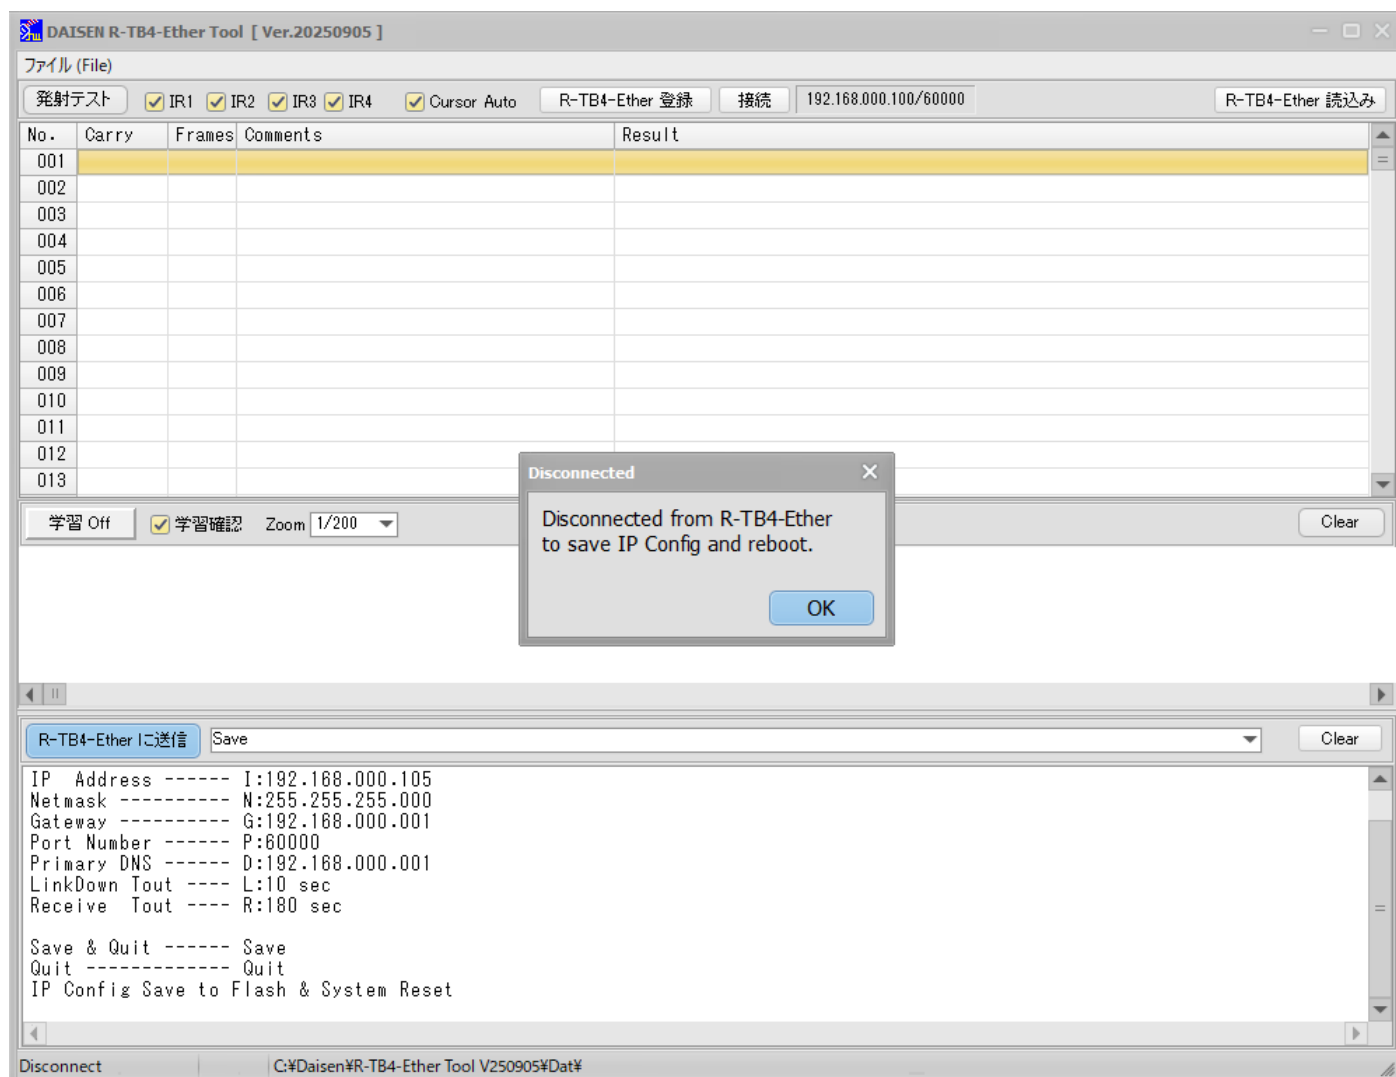 DAISEN R-TB4-Ether Tool [ Ver.20250905 ]
ファイル (File)
発射テスト IR1 IR2 IR3 IR4 Cursor Auto R-TB4-Ether 登録 接続 192.168.000.100/60000 R-TB4-Ether 読込み
No. Carry Frames Comments Result
001
002
003
004
005
006
007
008
009
010
011
012
013
Disconnected
Disconnected from R-TB4-Ether
to save IP Config and reboot.
OK
学習 Off 学習確認 Zoom 1/200 Clear
R-TB4-Ether に送信 Save Clear
IP Address ------ I:192.168.000.105
Netmask ---------- N:255.255.255.000
Gateway ---------- G:192.168.000.001
Port Number ------ P:60000
Primary DNS ------ D:192.168.000.001
LinkDown Tout ---- L:10 sec
Receive Tout ---- R:180 sec
Save & Quit ------ Save
Quit ------------- Quit
IP Config Save to Flash & System Reset
Disconnect C:¥Daisen¥R-TB4-Ether Tool V250905¥Dat¥